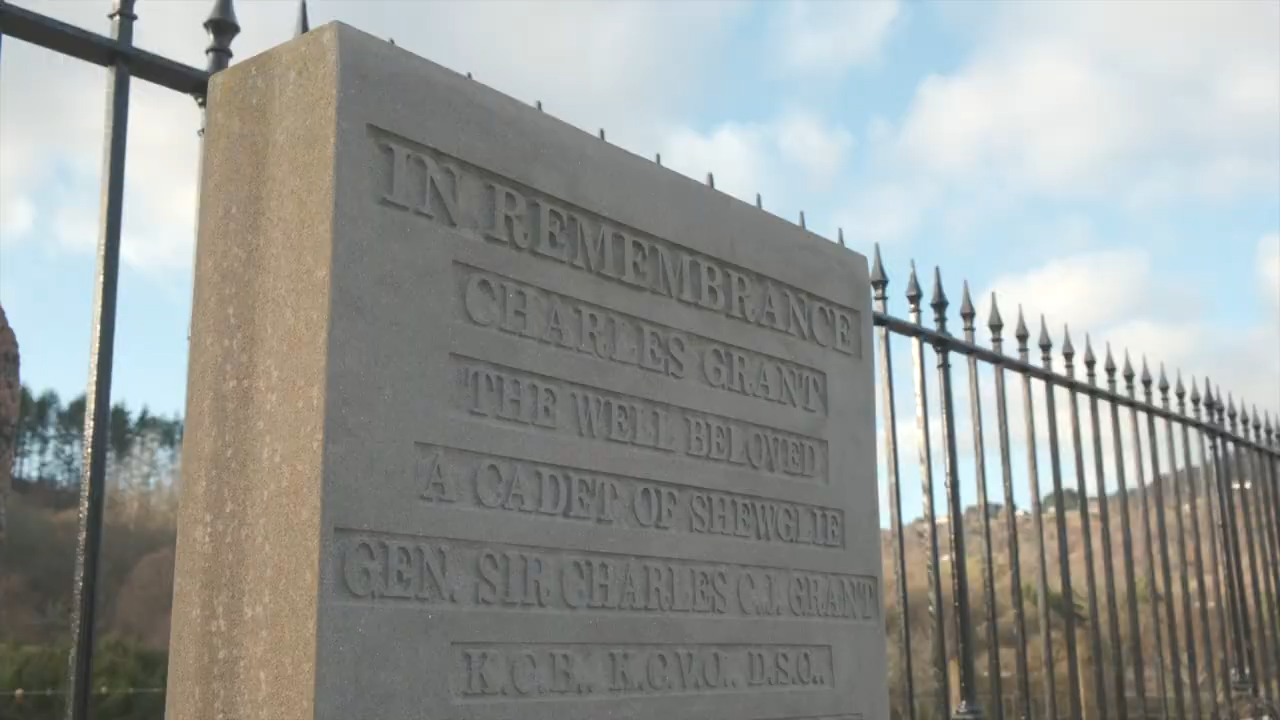 IN REMEMBRANCE
CHARLES GRANT
THE WELL BELOVED
A CADET OF SHEWGLIE
GEN. SIR CHARLES C.J. GRANT
K.C.B., K.C.V.O., D.S.O.,